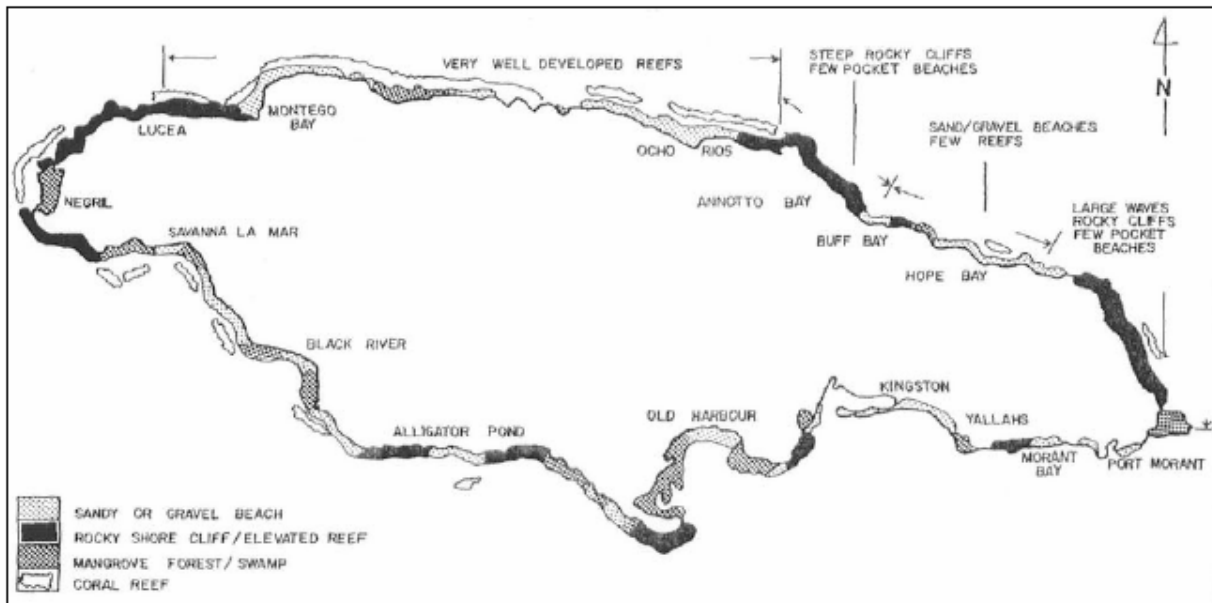 VERY WELL DEVELOPED REEFS
STEEP ROCKY CLIFFS
FEW POCKET BEACHES
N
SAND/GRAVEL BEACHES
FEW REEFS
LARGE WAVES
ROCKY CLIFFS
FEW POCKET
BEACHES
LUCEA
MONTEGO
BAY
OCHO RIOS
ANNOTTO BAY
BUFF BAY
HOPE BAY
NEGRIL
SAVANNA LA MAR
BLACK RIVER
ALLIGATOR POND
OLD HARBOUR
KINGSTON
YALLAHS
MORANT
BAY
PORT MORANT
SANDY OR GRAVEL BEACH
ROCKY SHORE CLIFF/ELEVATED REEF
MANGROVE FOREST/SWAMP
CORAL REEF